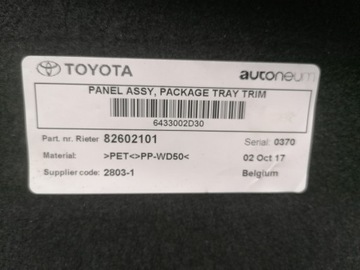 TOYOTA autoneum
PANEL ASSY, PACKAGE TRAY TRIM
6433002D30
Part. nr. Rieter 82602101 Serial: 0370
Material: >PET<>PP-WD50< 02 Oct 17
Supplier code: 2803-1 Belgium